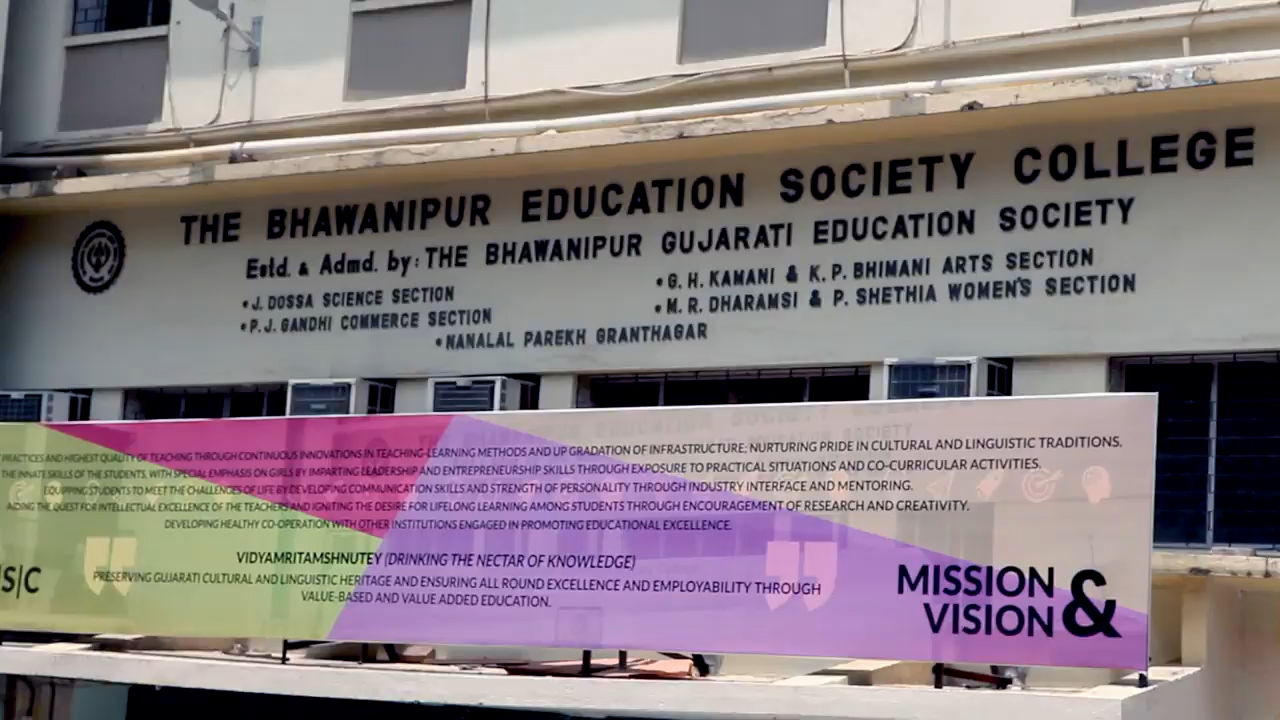 THE BHAWANIPUR EDUCATION SOCIETY COLLEGE
Estd. & Admd. by: THE BHAWANIPUR GUJARATI EDUCATION SOCIETY
• J. DOSSA SCIENCE SECTION
• G. H. KAMANI & K. P. BHIMANI ARTS SECTION
• P. J. GANDHI COMMERCE SECTION
• M. R. DHARAMSI & P. SHETHIA WOMEN'S SECTION
• NANALAL PAREKH GRANTHAGAR
PRACTICES AND HIGHEST QUALITY OF TEACHING THROUGH CONTINUOUS INNOVATIONS IN TEACHING-LEARNING METHODS AND UP GRADATION OF INFRASTRUCTURE; NURTURING PRIDE IN CULTURAL AND LINGUISTIC TRADITIONS.
THE INNATE SKILLS OF THE STUDENTS, WITH SPECIAL EMPHASIS ON GIRLS BY IMPARTING LEADERSHIP AND ENTREPRENEURSHIP SKILLS THROUGH EXPOSURE TO PRACTICAL SITUATIONS AND CO-CURRICULAR ACTIVITIES.
EQUIPPING STUDENTS TO MEET THE CHALLENGES OF LIFE BY DEVELOPING COMMUNICATION SKILLS AND STRENGTH OF PERSONALITY THROUGH INDUSTRY INTERFACE AND MENTORING.
AIDING THE QUEST FOR INTELLECTUAL EXCELLENCE OF THE TEACHERS AND IGNITING THE DESIRE FOR LIFELONG LEARNING AMONG STUDENTS THROUGH ENCOURAGEMENT OF RESEARCH AND CREATIVITY.
DEVELOPING HEALTHY CO-OPERATION WITH OTHER INSTITUTIONS ENGAGED IN PROMOTING EDUCATIONAL EXCELLENCE.
VIDYAMRITAMSHNUTEY (DRINKING THE NECTAR OF KNOWLEDGE)
PRESERVING GUJARATI CULTURAL AND LINGUISTIC HERITAGE AND ENSURING ALL ROUND EXCELLENCE AND EMPLOYABILITY THROUGH
VALUE-BASED AND VALUE ADDED EDUCATION.
S|C
MISSION &
VISION